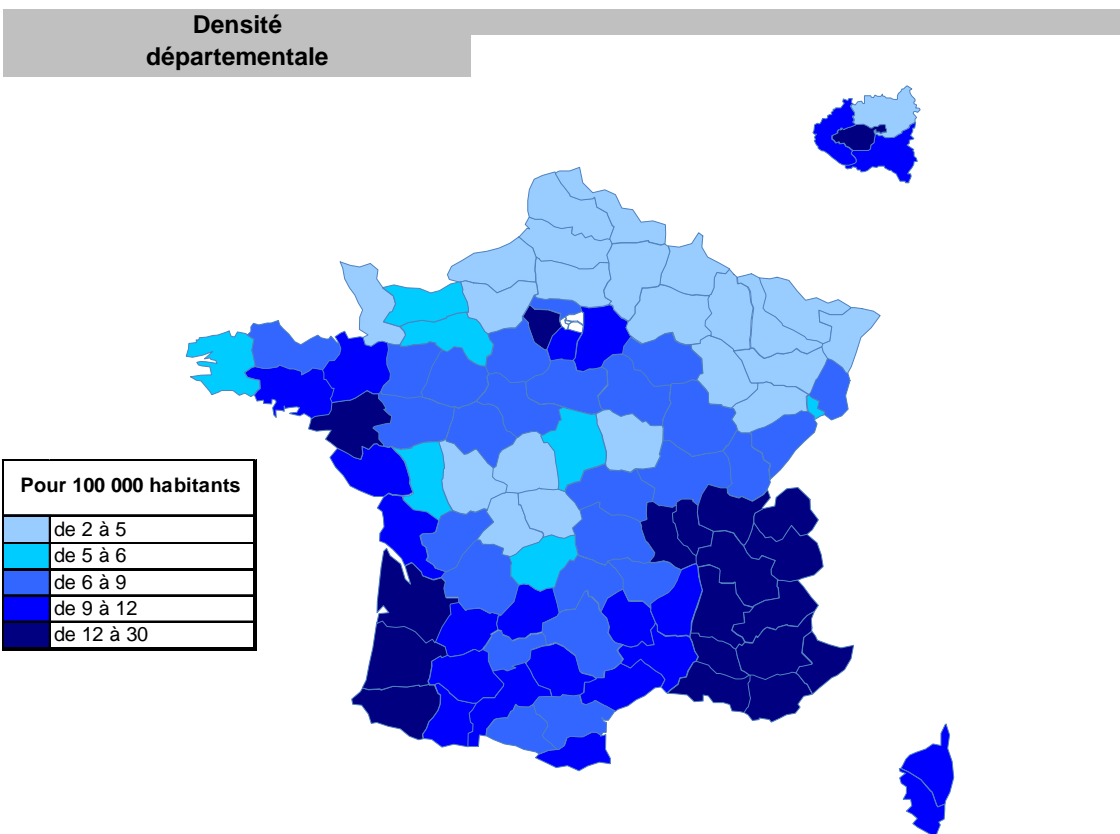 Densité
départementale
Pour 100 000 habitants
de 2 à 5
de 5 à 6
de 6 à 9
de 9 à 12
de 12 à 30